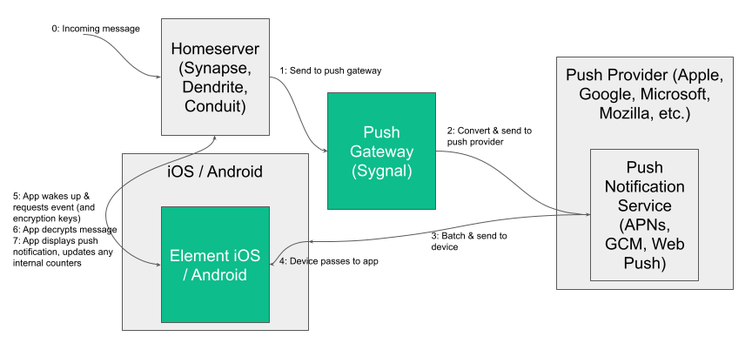 0: Incoming message
Homeserver
(Synapse,
Dendrite,
Conduit)
1: Send to push gateway
Push
Gateway
(Sygnal)
2: Convert & send to
push provider
Push Provider (Apple,
Google, Microsoft,
Mozilla, etc.)
Push
Notification
Service
(APNs,
GCM, Web
Push)
3: Batch & send to
device
iOS / Android
4: Device passes to app
Element iOS
/ Android
5: App wakes up &
requests event (and
encryption keys)
6: App decrypts message
7: App displays push
notification, updates any
internal counters